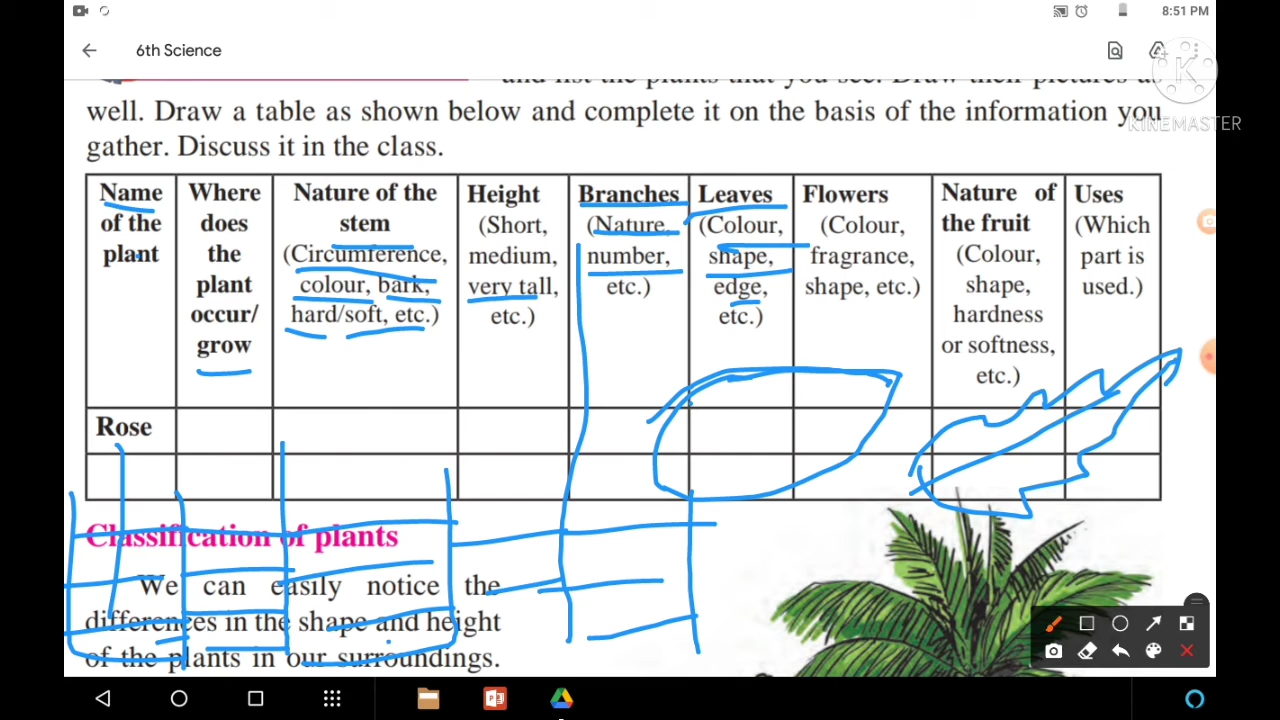 8:51 PM
6th Science
KINEMASTER
well. Draw a table as shown below and complete it on the basis of the information you
gather. Discuss it in the class.
Name of the plant
Where does the plant occur/ grow
Nature of the stem (Circumference, colour, bark, hard/soft, etc.)
Height (Short, medium, very tall, etc.)
Branches (Nature, number, etc.)
Leaves (Colour, shape, edge, etc.)
Flowers (Colour, fragrance, shape, etc.)
Nature of the fruit (Colour, shape, hardness or softness, etc.)
Uses (Which part is used.)
Rose
Classification of plants
We can easily notice the
differences in the shape and height
of the plants in our surroundings.